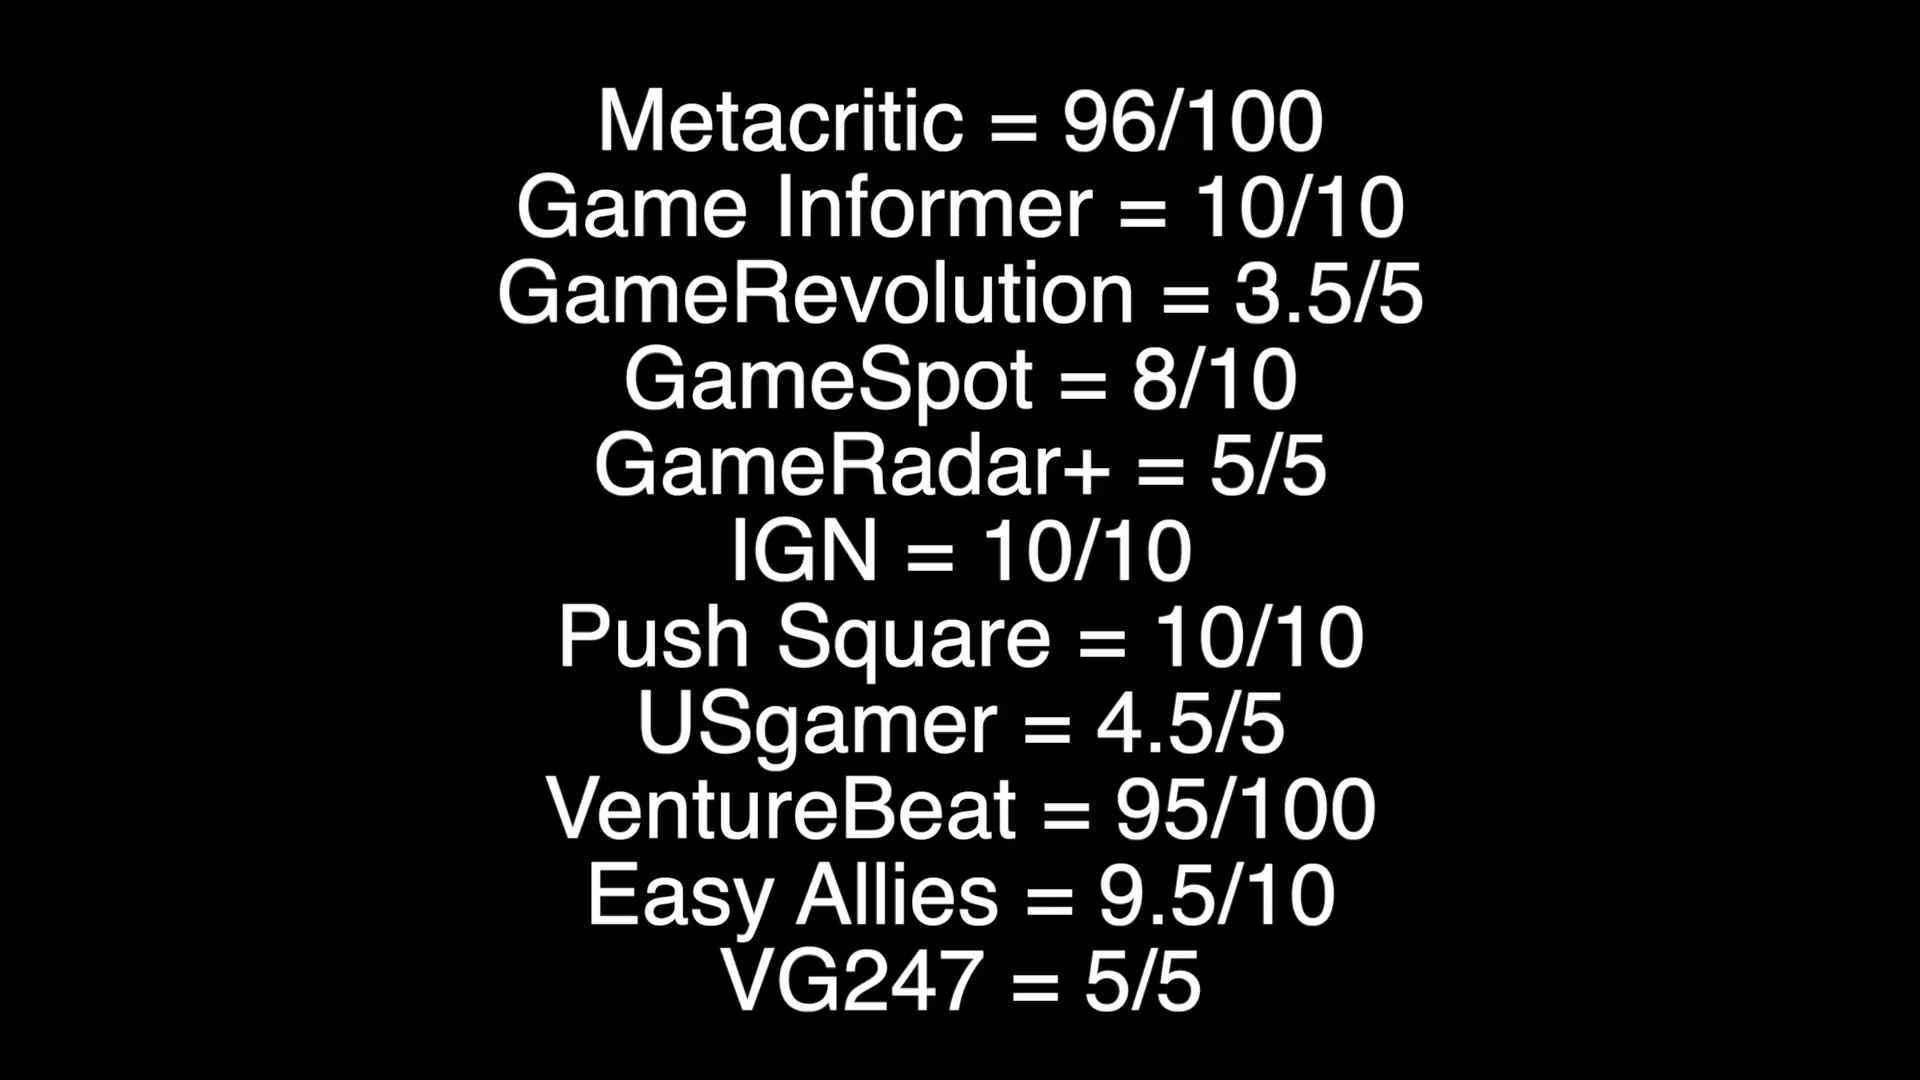 Metacritic = 96/100
Game Informer = 10/10
GameRevolution = 3.5/5
GameSpot = 8/10
GameRadar+ = 5/5
IGN = 10/10
Push Square = 10/10
USgamer = 4.5/5
VentureBeat = 95/100
Easy Allies = 9.5/10
VG247 = 5/5